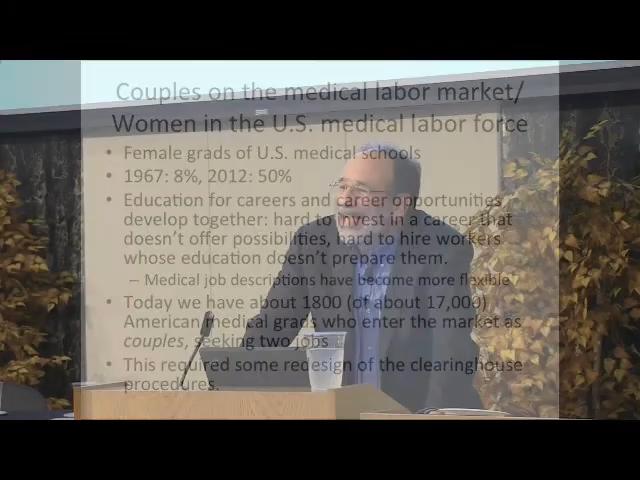 Couples on the medical labor market/
Women in the U.S. medical labor force
• Female grads of U.S. medical schools
• 1967: 8%, 2012: 50%
• Education for careers and career opportunities
develop together: hard to invest in a career that
doesn't offer possibilities, hard to hire workers
whose education doesn't prepare them.
– Medical job descriptions have become more flexible
• Today we have about 1800 (of about 17,000)
American medical grads who enter the market as
couples, seeking two jobs
• This required some redesign of the clearinghouse
procedures.